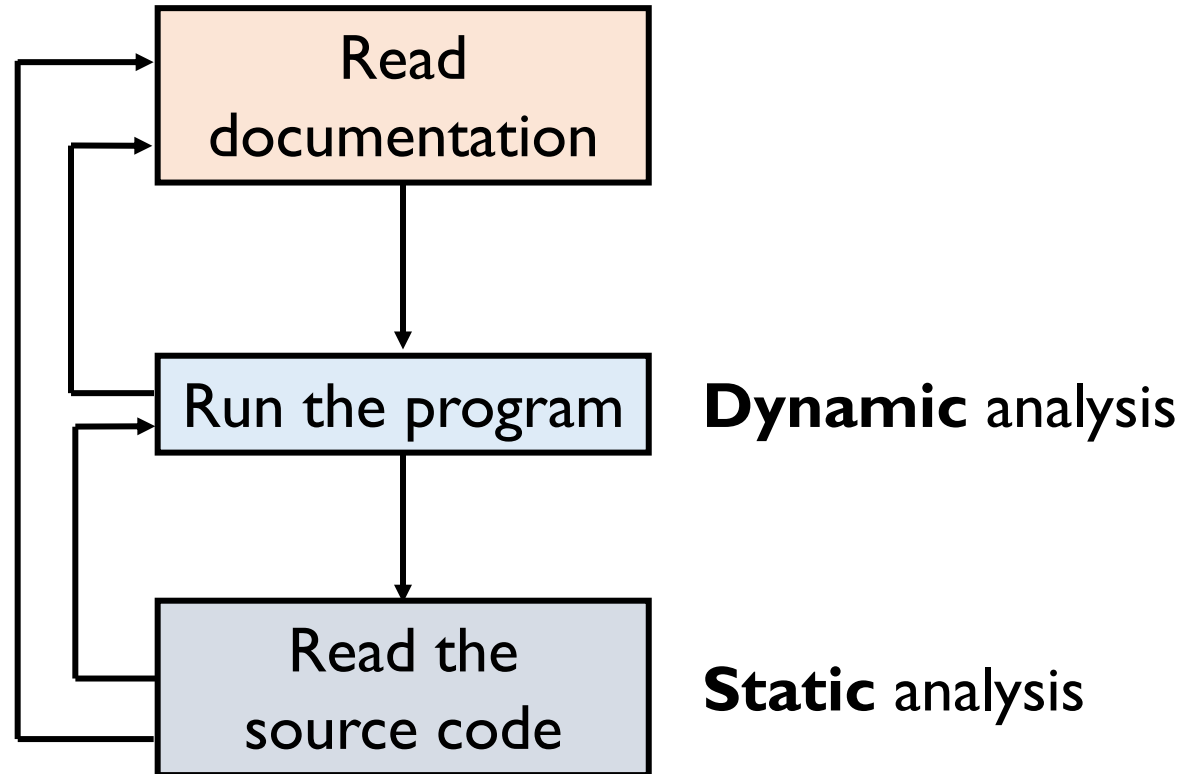 Read
documentation
Run the program
Dynamic analysis
Read the
source code
Static analysis